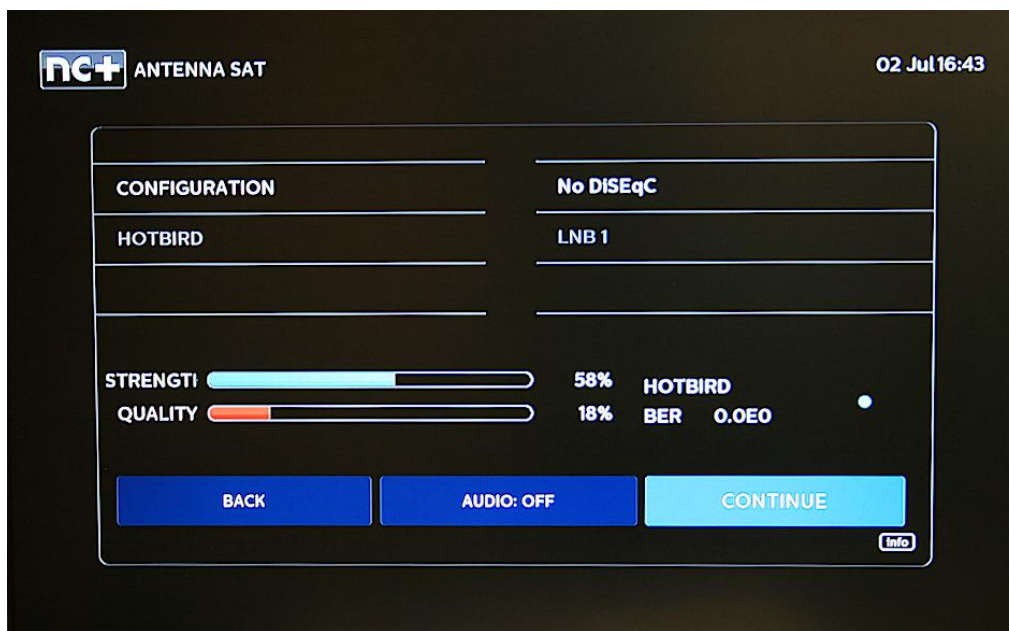 nc+ ANTENNA SAT
02 Jul 16:43
CONFIGURATION No DiSEqC
HOTBIRD LNB 1
STRENGTI 58% HOTBIRD
QUALITY 18% BER 0.0E0
BACK AUDIO: OFF CONTINUE
info